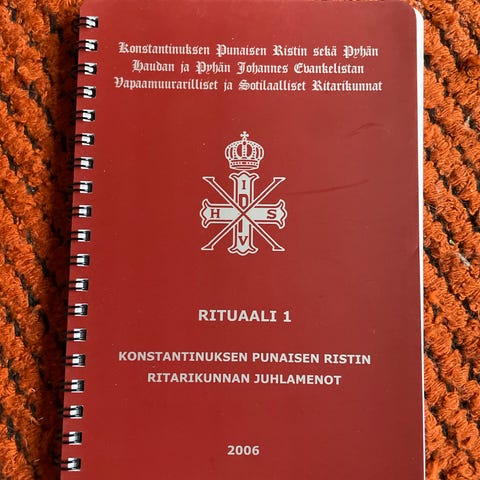 Konstantinuksen Punaisen Ristin sekä Pyhän
Haudan ja Pyhän Johannes Evankelistan
Vapaamuurarilliset ja Sotilaalliset Ritarikunnat
I
H D S
V
RITUAALI 1
KONSTANTINUKSEN PUNAISEN RISTIN
RITARIKUNNAN JUHLAMENOT
2006